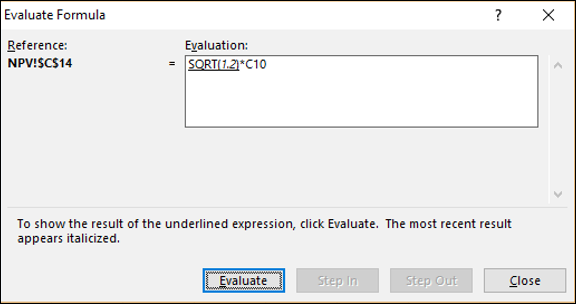 Evaluate Formula ? ×
Reference: Evaluation:
NPV!$C$14 = SQRT(1.2)*C10
To show the result of the underlined expression, click Evaluate. The most recent result
appears italicized.
Evaluate Step In Step Out Close